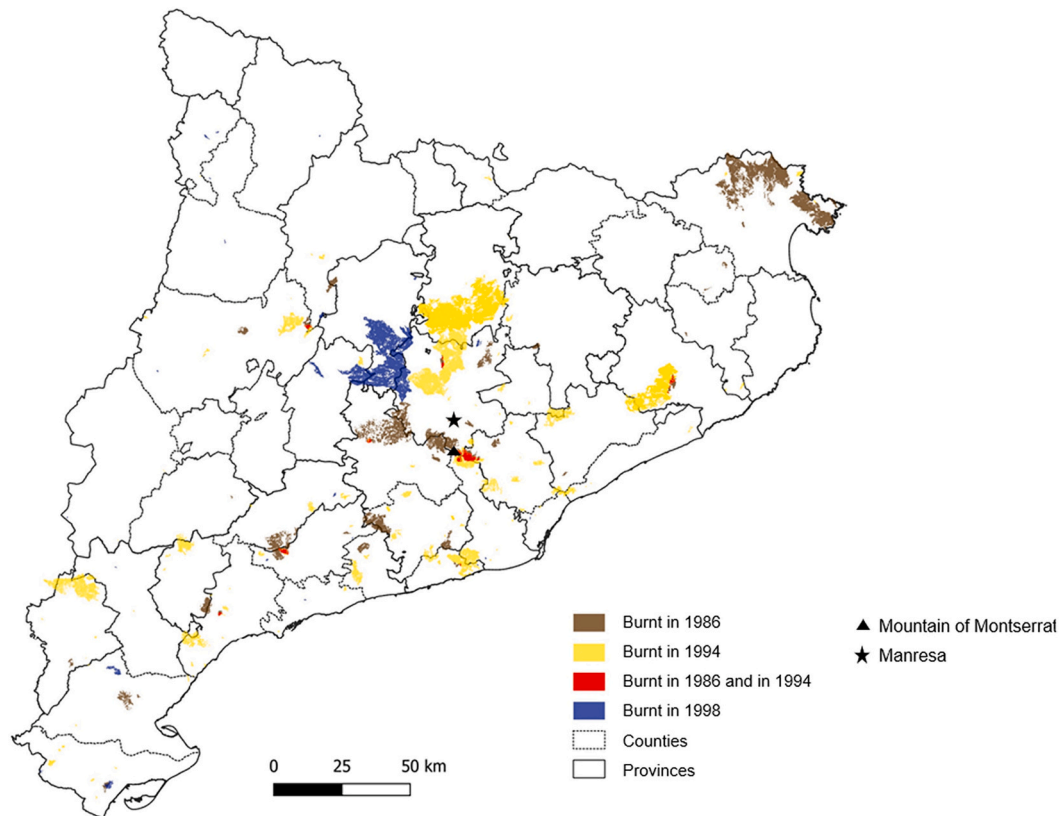 Burnt in 1986
Burnt in 1994
Burnt in 1986 and in 1994
Burnt in 1998
Counties
Provinces
Mountain of Montserrat
Manresa
0 25 50 km